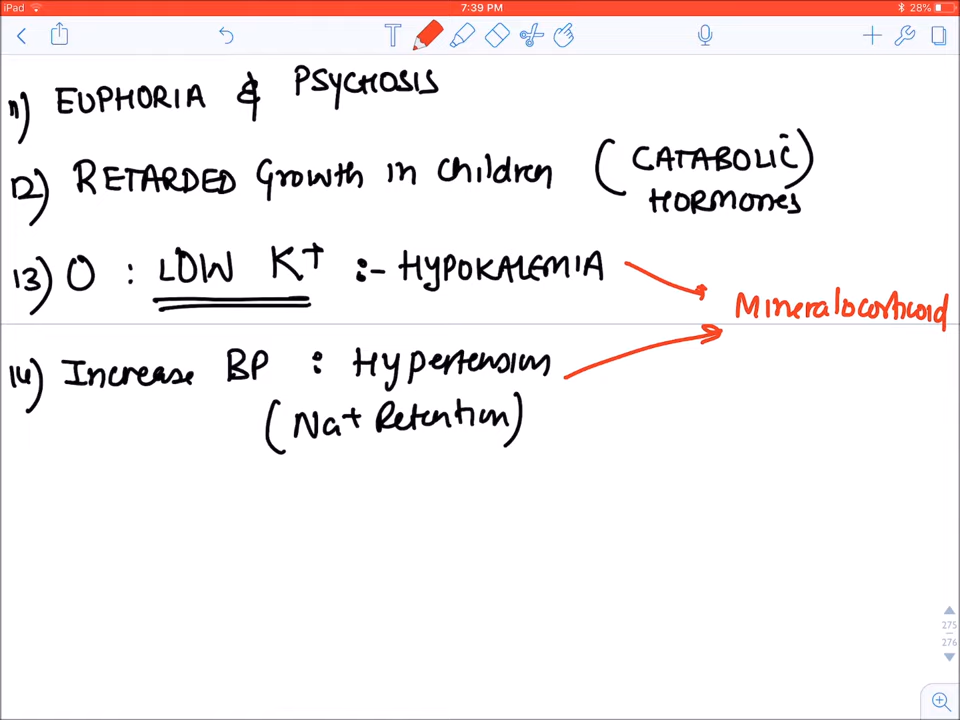 iPad 7:39 PM 28%
T
11) EUPHORIA & PSYCHOSIS
12) RETARDED Growth in children (CATABOLIC)
HORMONES
13) O : LOW K+ :- HYPOKALEMIA
Mineralocorticoid
14) Increase BP : Hypertension
(Na+ Retention)
275
276